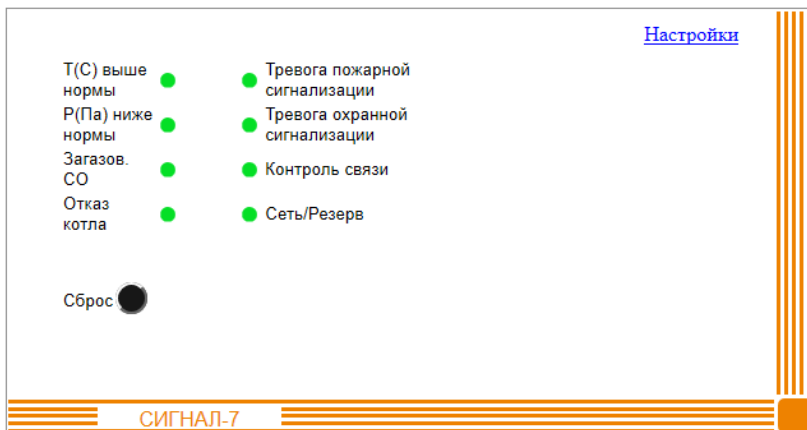 Настройки
Т(С) выше
нормы
Тревога пожарной
сигнализации
Р(Па) ниже
нормы
Тревога охранной
сигнализации
Загазов.
СО
Контроль связи
Отказ
котла
Сеть/Резерв
Сброс
СИГНАЛ-7